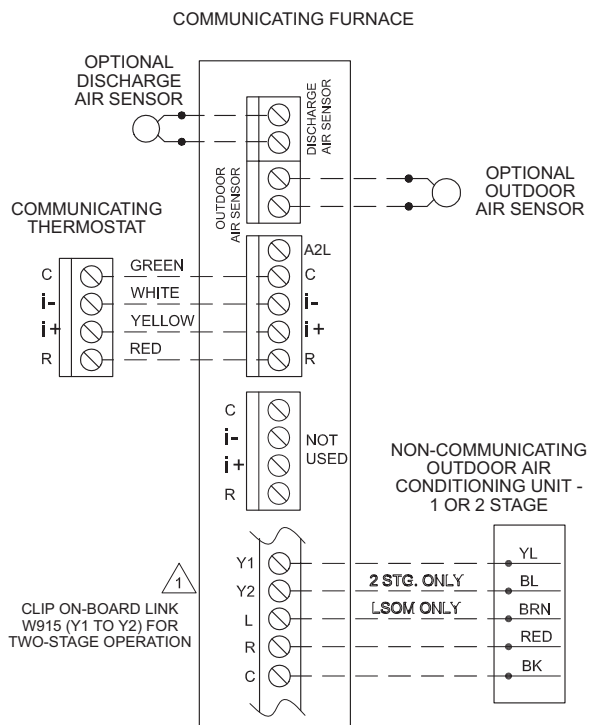 COMMUNICATING FURNACE
OPTIONAL
DISCHARGE
AIR SENSOR
DISCHARGE
AIR SENSOR
OUTDOOR
AIR SENSOR
OPTIONAL
OUTDOOR
AIR SENSOR
COMMUNICATING
THERMOSTAT
A2L
C GREEN C
i- WHITE i-
i+ YELLOW i+
R RED R
C
i-
i+
R
NOT
USED
NON-COMMUNICATING
OUTDOOR AIR
CONDITIONING UNIT -
1 OR 2 STAGE
1
CLIP ON-BOARD LINK
W915 (Y1 TO Y2) FOR
TWO-STAGE OPERATION
Y1 YL
Y2 2 STG. ONLY BL
L LSOM ONLY BRN
R RED
C BK